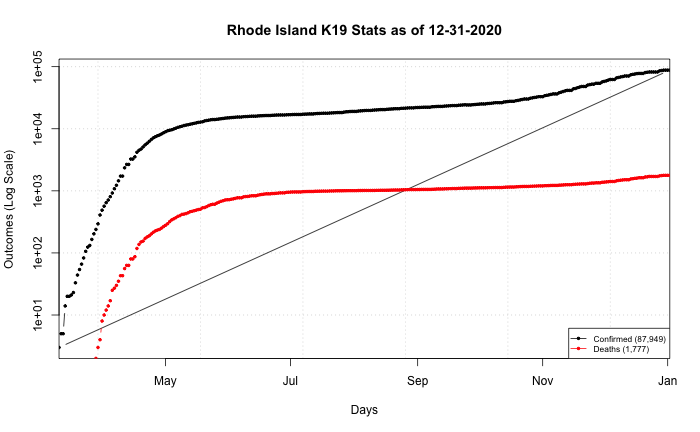 Rhode Island K19 Stats as of 12-31-2020
Outcomes (Log Scale)
1e+05
1e+04
1e+03
1e+02
1e+01
Confirmed (87,949)
Deaths (1,777)
May
Jul
Sep
Nov
Jan
Days